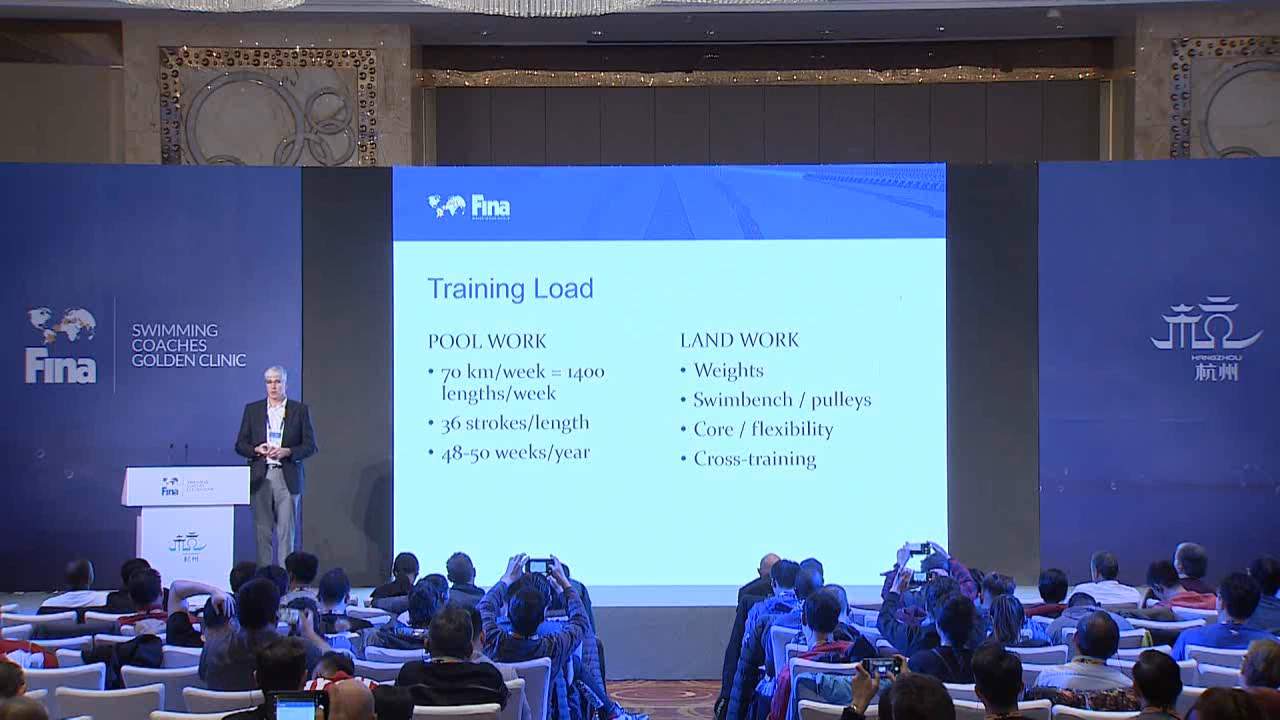 Fina
Training Load
POOL WORK
• 70 km/week = 1400
lengths/week
• 36 strokes/length
• 48-50 weeks/year
LAND WORK
• Weights
• Swimbench / pulleys
• Core / flexibility
• Cross-training
Fina
SWIMMING
COACHES
GOLDEN CLINIC
HANGZHOU
杭州
Fina
杭州